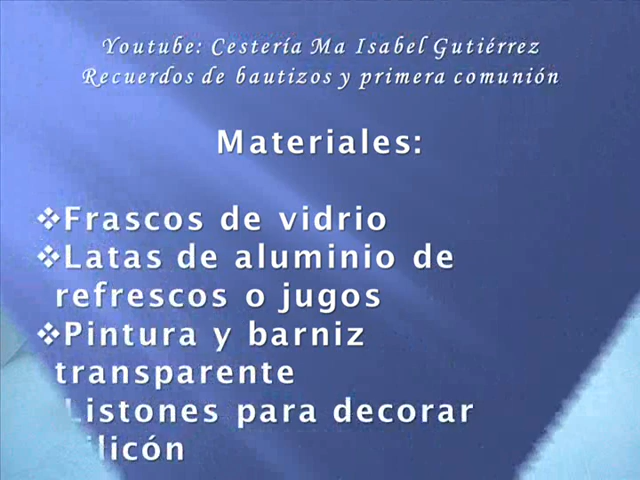 Youtube: Cestería Ma Isabel Gutiérrez
Recuerdos de bautizos y primera comunión
Materiales:
❖Frascos de vidrio
❖Latas de aluminio de
refrescos o jugos
❖Pintura y barniz
transparente
Listones para decorar
ilicón